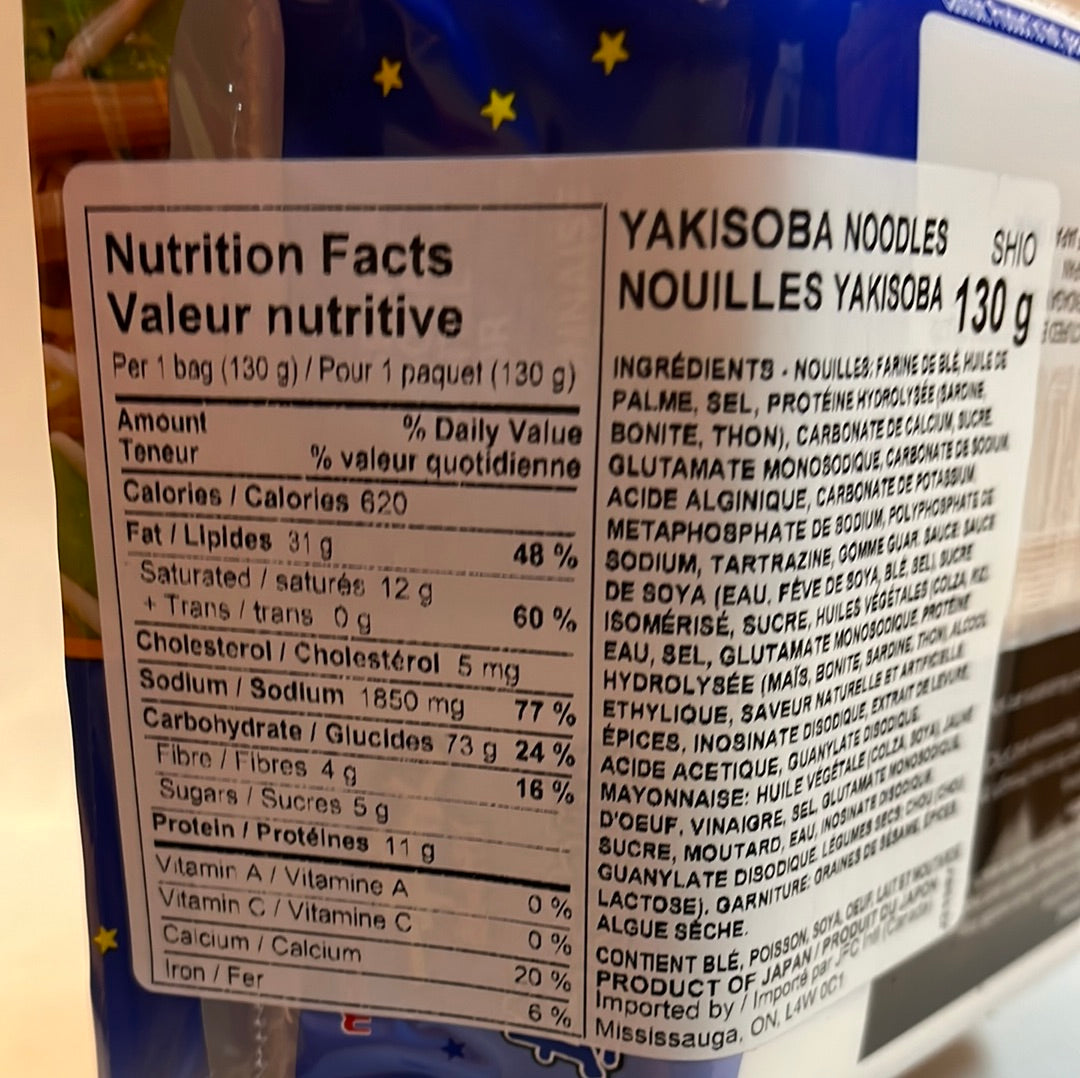 Nutrition Facts
Valeur nutritive
Per 1 bag (130 g) / Pour 1 paquet (130 g)
Amount % Daily Value
Teneur % valeur quotidienne
Calories / Calories 620
Fat / Lipides 31 g 48 %
Saturated / saturés 12 g
+ Trans / trans 0 g 60 %
Cholesterol / Cholestérol 5 mg
Sodium / Sodium 1850 mg 77 %
Carbohydrate / Glucides 73 g 24 %
Fibre / Fibres 4 g 16 %
Sugars / Sucres 5 g
Protein / Protéines 11 g
Vitamin A / Vitamine A 0 %
Vitamin C / Vitamine C 0 %
Calcium / Calcium 20 %
Iron / Fer 6 %
YAKISOBA NOODLES SHIO
NOUILLES YAKISOBA 130 g
INGRÉDIENTS - NOUILLES: FARINE DE BLÉ, HUILE DE
PALME, SEL, PROTÉINE HYDROLYSÉE (SARDINE,
BONITE, THON), CARBONATE DE CALCIUM, SUCRE
GLUTAMATE MONOSODIQUE, CARBONATE DE SODIUM,
ACIDE ALGINIQUE, CARBONATE DE POTASSIUM
METAPHOSPHATE DE SODIUM, POLYPHOSPHATE DE
SODIUM, TARTRAZINE, GOMME GUAR. SAUCE: SAUCE
DE SOYA (EAU, FÈVE DE SOYA, BLÉ, SEL), SUCRE
ISOMÉRISÉ, SUCRE, HUILES VÉGÉTALES (COLZA, RIZ)
EAU, SEL, GLUTAMATE MONOSODIQUE, PROTÉINE
HYDROLYSÉE (MAÏS, BONITE, SARDINE, THON), ALCOOL
ETHYLIQUE, SAVEUR NATURELLE ET ARTIFICIELLE
ÉPICES, INOSINATE DISODIQUE, EXTRAIT DE LEVURE,
ACIDE ACETIQUE, GUANYLATE DISODIQUE.
MAYONNAISE: HUILE VÉGÉTALE (COLZA, SOYA), JAUNE
D'OEUF, VINAIGRE, SEL, GLUTAMATE MONOSODIQUE
SUCRE, MOUTARD, EAU, INOSINATE DISODIQUE
GUANYLATE DISODIQUE. LÉGUMES SECS: CHOU (CHOU
LACTOSE). GARNITURE: GRAINES DE SÉSAME, ÉPICES,
ALGUE SÈCHE.
CONTIENT BLÉ, POISSON, SOYA, OEUF, LAIT ET MOUTARDE
PRODUCT OF JAPAN / PRODUIT DU JAPON
Imported by / Importé par JFC Intl (Canada)
Mississauga, ON, L4W 0C1